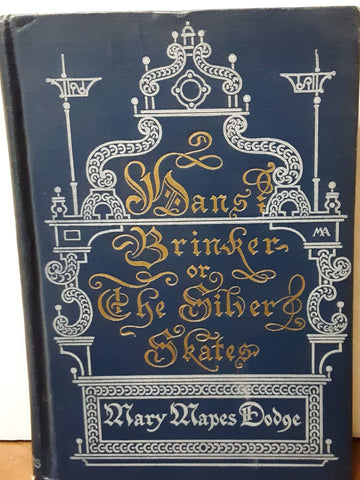 Hans
Brinker
or
The Silver
Skates
Mary Mapes Dodge
MA